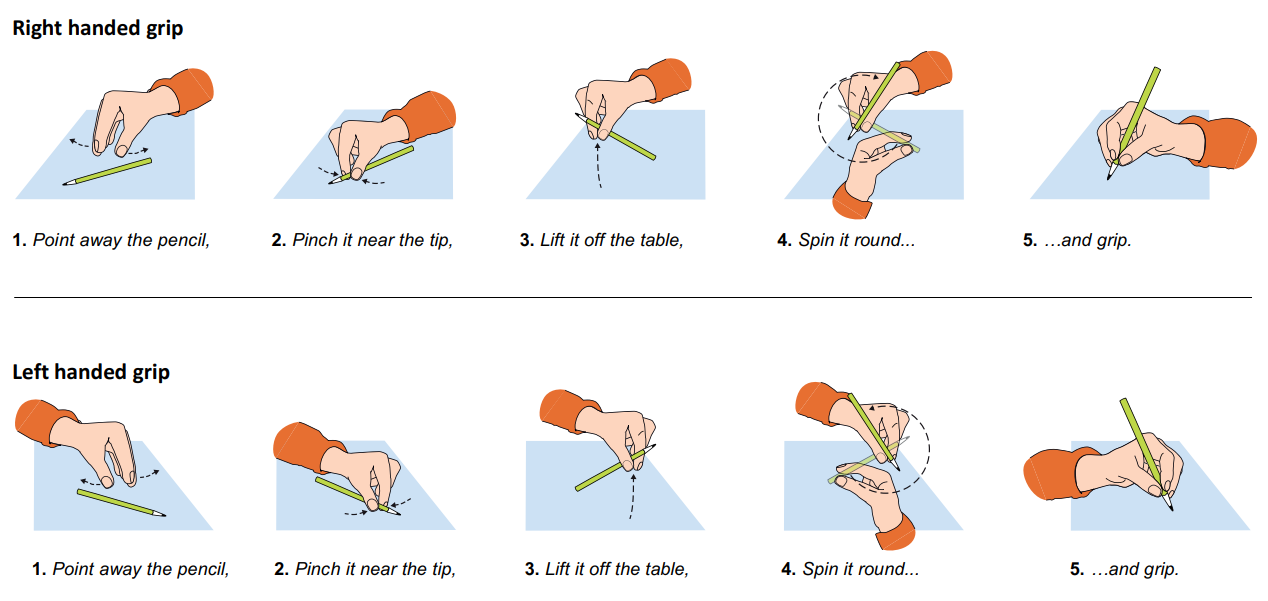 Right handed grip
1. Point away the pencil,
2. Pinch it near the tip,
3. Lift it off the table,
4. Spin it round...
5. ...and grip.
Left handed grip
1. Point away the pencil,
2. Pinch it near the tip,
3. Lift it off the table,
4. Spin it round...
5. ...and grip.